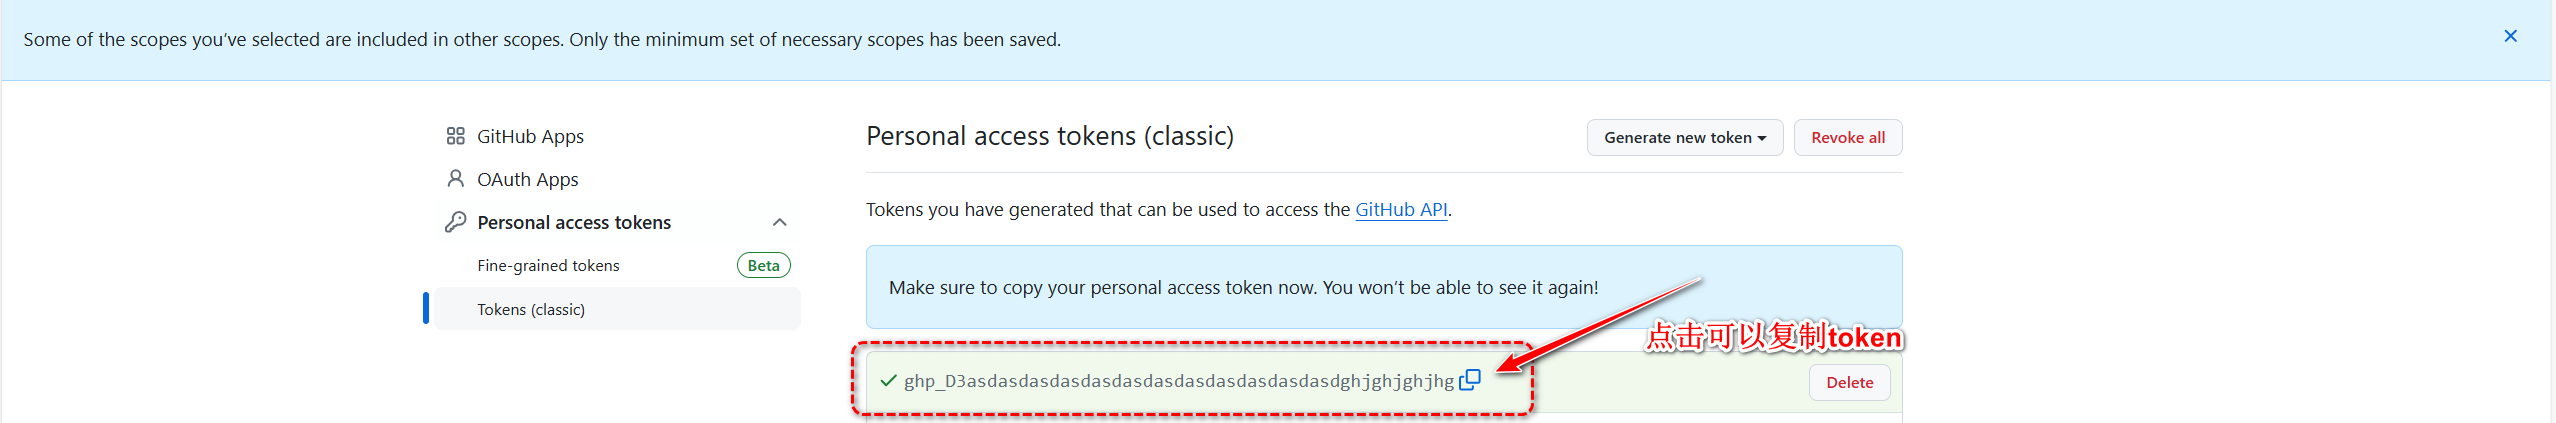 Some of the scopes you’ve selected are included in other scopes. Only the minimum set of necessary scopes has been saved.
GitHub Apps
OAuth Apps
Personal access tokens
Fine-grained tokens
Beta
Tokens (classic)
Personal access tokens (classic)
Generate new token
Revoke all
Tokens you have generated that can be used to access the GitHub API.
Make sure to copy your personal access token now. You won’t be able to see it again!
点击可以复制token
ghp_D3asdasdasdasdasdasdasdasdasdasdasdghjghjghjhg
Delete